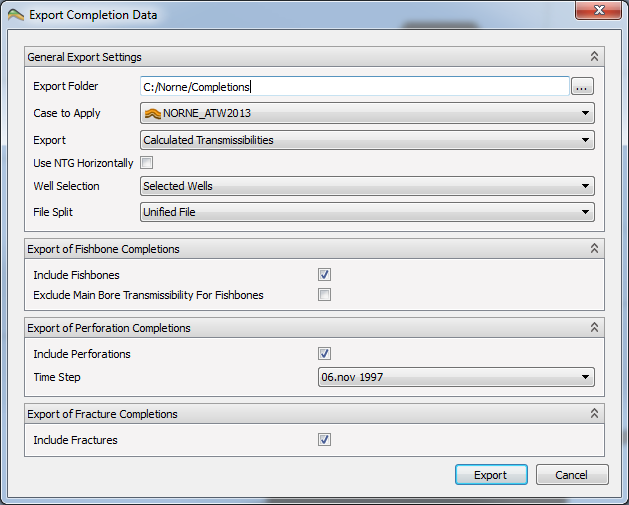 Export Completion Data
General Export Settings
Export Folder C:/Norne/Completions ...
Case to Apply NORNE_ATW2013
Export Calculated Transmissibilities
Use NTG Horizontally
Well Selection Selected Wells
File Split Unified File
Export of Fishbone Completions
Include Fishbones
Exclude Main Bore Transmissibility For Fishbones
Export of Perforation Completions
Include Perforations
Time Step 06.nov 1997
Export of Fracture Completions
Include Fractures
Export Cancel